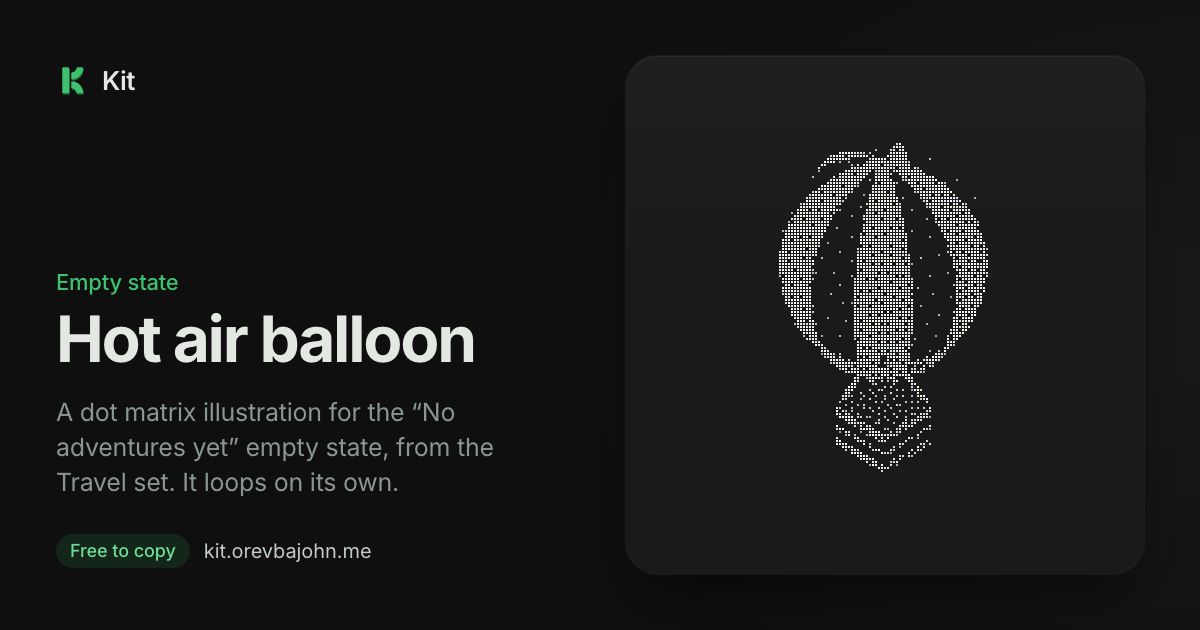 Kit
Empty state
Hot air balloon
A dot matrix illustration for the “No
adventures yet” empty state, from the
Travel set. It loops on its own.
Free to copy
kit.orevbajohn.me